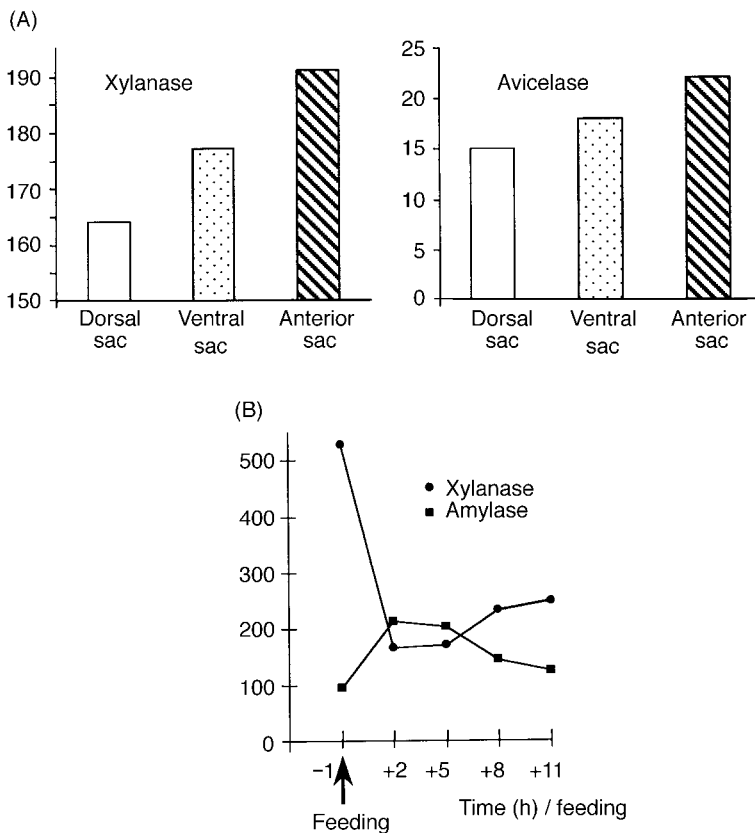 (A)
Xylanase
190
180
170
160
150
Dorsal sac
Ventral sac
Anterior sac
Avicelase
25
20
15
10
5
0
Dorsal sac
Ventral sac
Anterior sac
(B)
500
400
300
200
100
0
Xylanase
Amylase
−1
+2
+5
+8
+11
Feeding
Time (h) / feeding